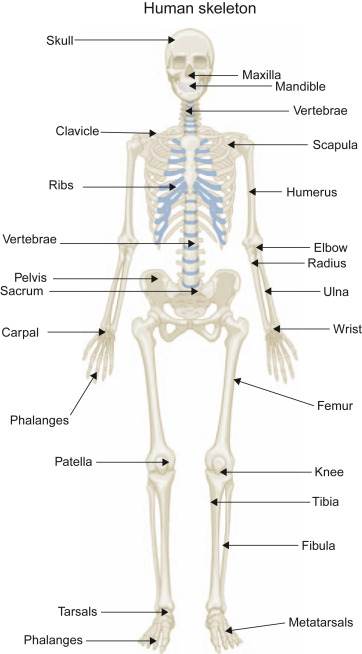 Human skeleton
Skull
Maxilla
Mandible
Vertebrae
Clavicle
Scapula
Ribs
Humerus
Vertebrae
Elbow
Radius
Pelvis
Sacrum
Ulna
Carpal
Wrist
Femur
Phalanges
Patella
Knee
Tibia
Fibula
Tarsals
Metatarsals
Phalanges